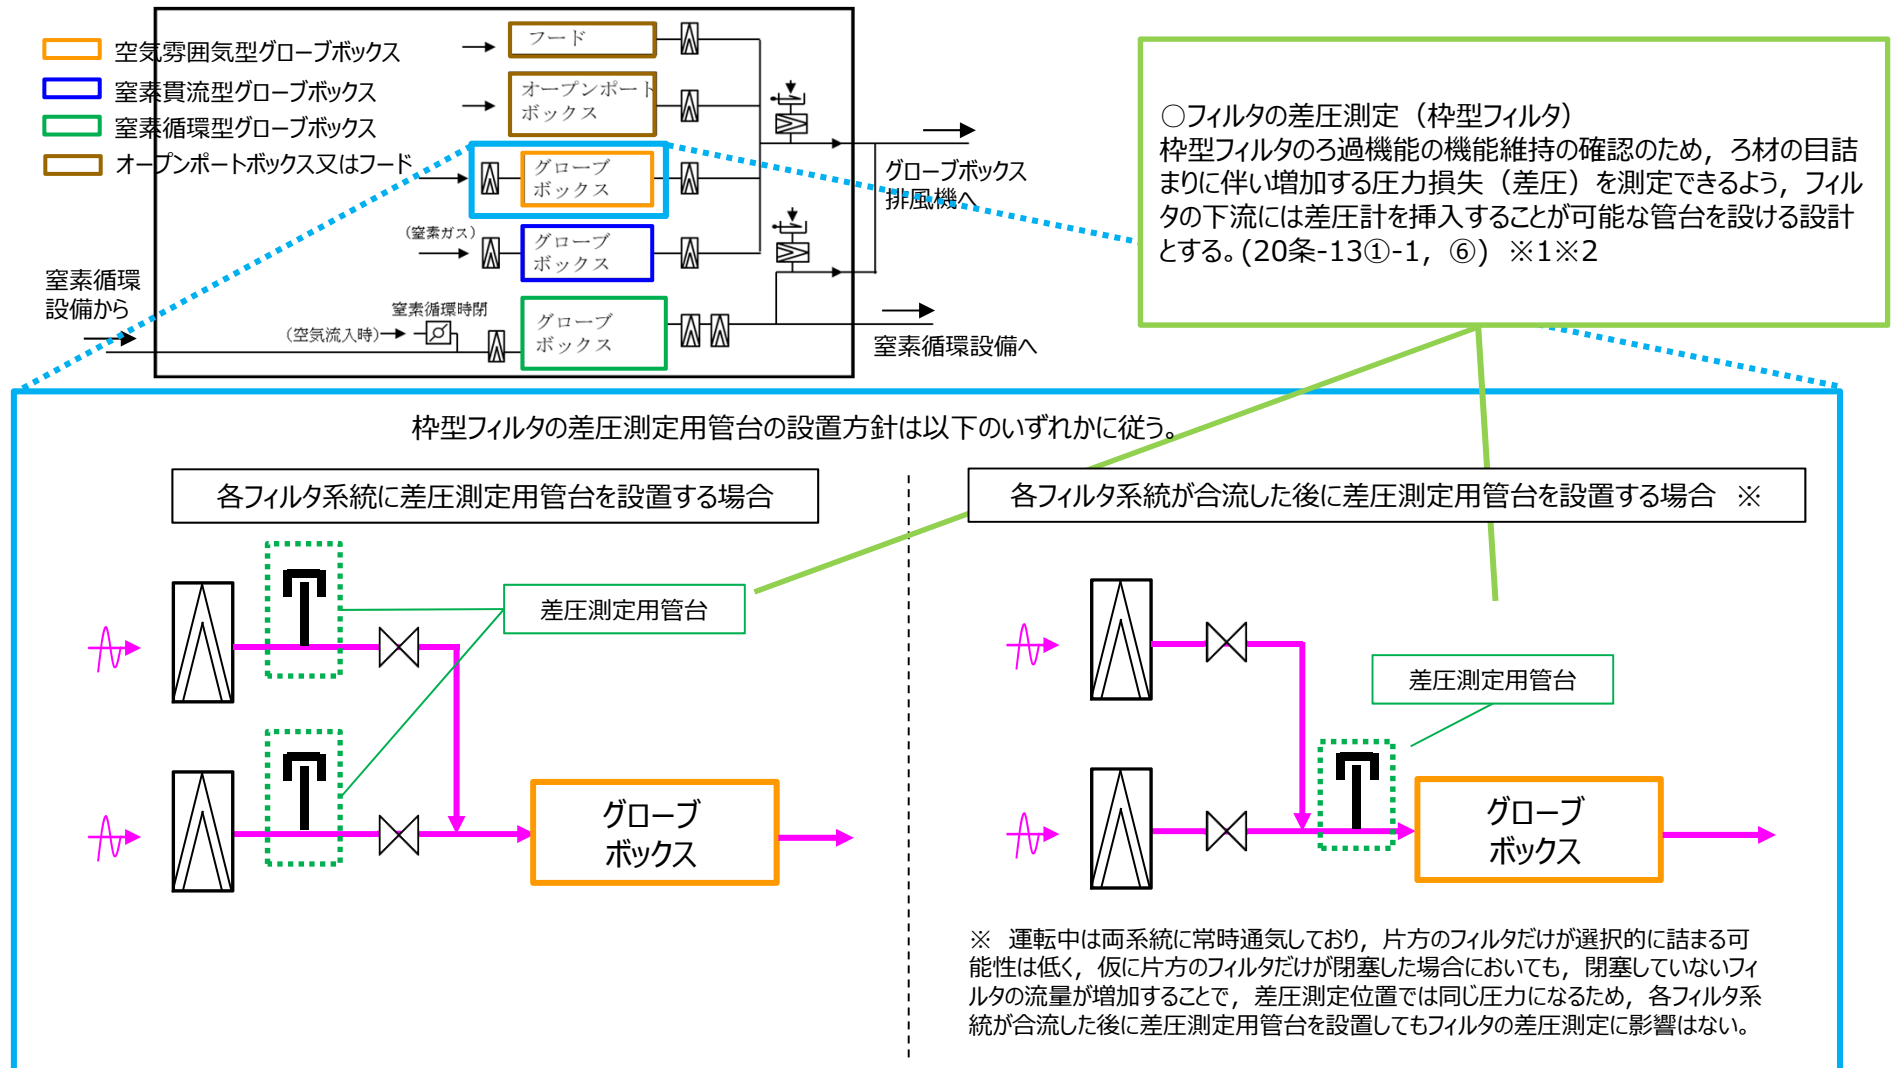 空気雰囲気型グローブボックス
窒素貫流型グローブボックス
窒素循環型グローブボックス
オープンポートボックス又はフード
フード
オープンポート
ボックス
グローブ
ボックス
(窒素ガス)
グローブ
ボックス
窒素循環時閉
(空気流入時)
グローブ
ボックス
窒素循環
設備から
グローブボックス
排風機へ
窒素循環設備へ
○フィルタの差圧測定（枠型フィルタ）
枠型フィルタのろ過機能の機能維持の確認のため，ろ材の目詰
まりに伴い増加する圧力損失（差圧）を測定できるよう，フィル
タの下流には差圧計を挿入することが可能な管台を設ける設計
とする。(20条-13①-1，⑥) ※1※2
枠型フィルタの差圧測定用管台の設置方針は以下のいずれかに従う。
各フィルタ系統に差圧測定用管台を設置する場合
差圧測定用管台
グローブ
ボックス
各フィルタ系統が合流した後に差圧測定用管台を設置する場合 ※
差圧測定用管台
グローブ
ボックス
※ 運転中は両系統に常時通気しており，片方のフィルタだけが選択的に詰まる可
能性は低く，仮に片方のフィルタだけが閉塞した場合においても，閉塞していないフィ
ルタの流量が増加することで，差圧測定位置では同じ圧力になるため，各フィルタ系
統が合流した後に差圧測定用管台を設置してもフィルタの差圧測定に影響はない。